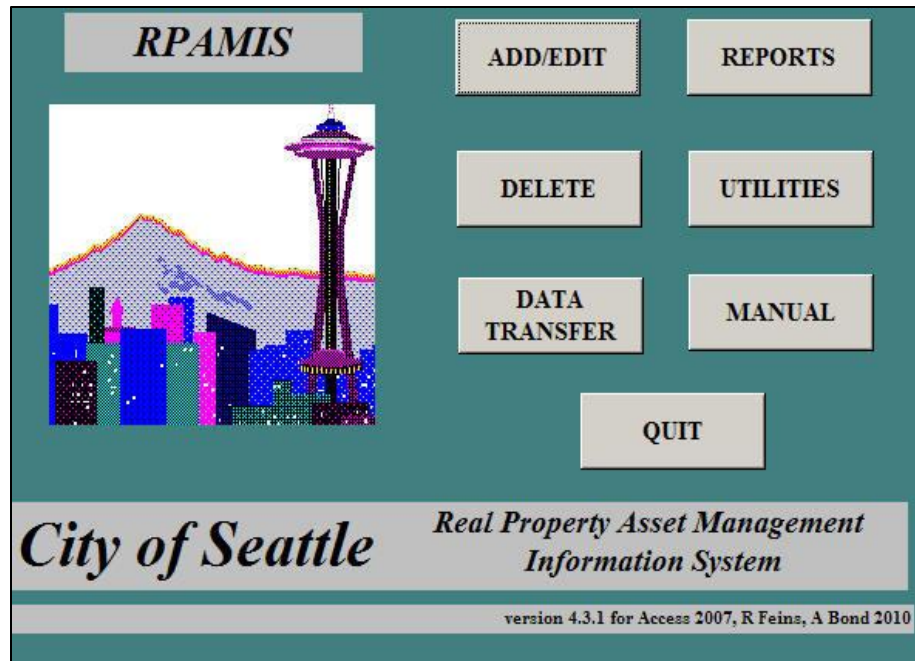 RPAMIS
ADD/EDIT
REPORTS
DELETE
UTILITIES
DATA
TRANSFER
MANUAL
QUIT
City of Seattle
Real Property Asset Management
Information System
version 4.3.1 for Access 2007, R Feins, A Bond 2010